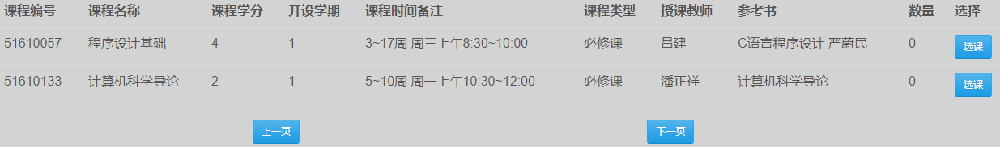 课程编号 课程名称 课程学分 开设学期 课程时间备注 课程类型 授课教师 参考书 数量 选择
51610057 程序设计基础 4 1 3~17周 周三上午8:30~10:00 必修课 吕建 C语言程序设计 严蔚民 0 选课
51610133 计算机科学导论 2 1 5~10周 周一上午10:30~12:00 必修课 潘正祥 计算机科学导论 0 选课
上一页 下一页